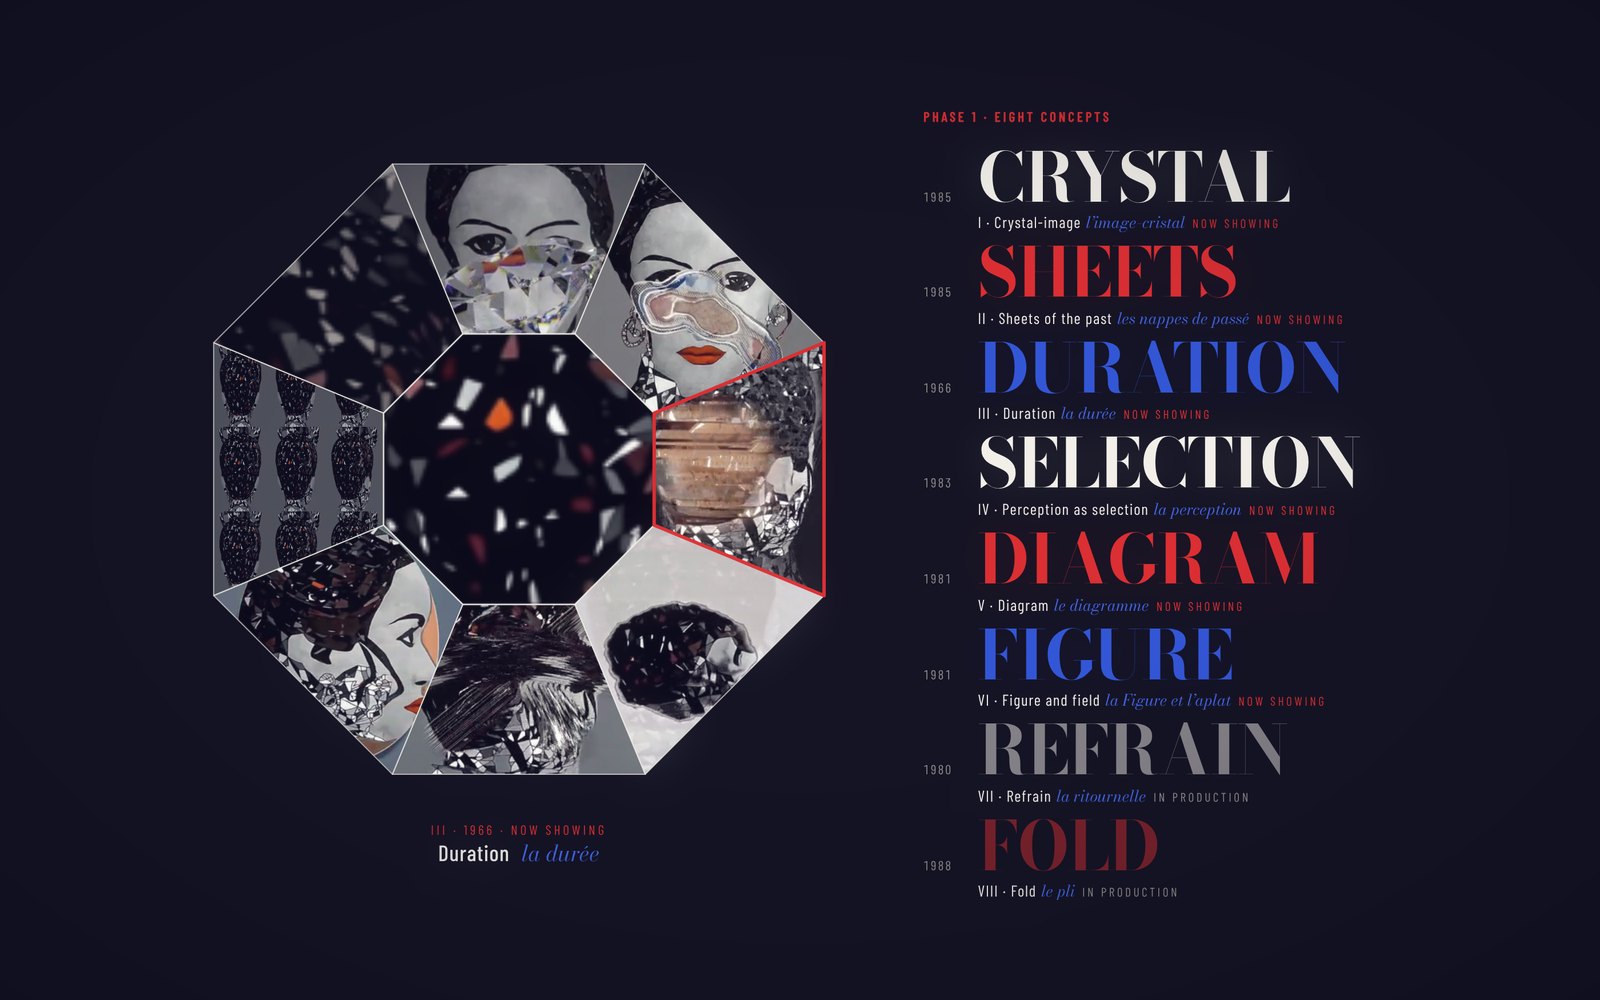 PHASE 1 · EIGHT CONCEPTS
1985 CRYSTAL
I · Crystal-image l'image-cristal NOW SHOWING
1985 SHEETS
II · Sheets of the past les nappes de passé NOW SHOWING
1966 DURATION
III · Duration la durée NOW SHOWING
1983 SELECTION
IV · Perception as selection la perception NOW SHOWING
1981 DIAGRAM
V · Diagram le diagramme NOW SHOWING
1981 FIGURE
VI · Figure and field la Figure et l'aplat NOW SHOWING
1980 REFRAIN
VII · Refrain la ritournelle IN PRODUCTION
1988 FOLD
VIII · Fold le pli IN PRODUCTION
III · 1966 · NOW SHOWING
Duration la durée